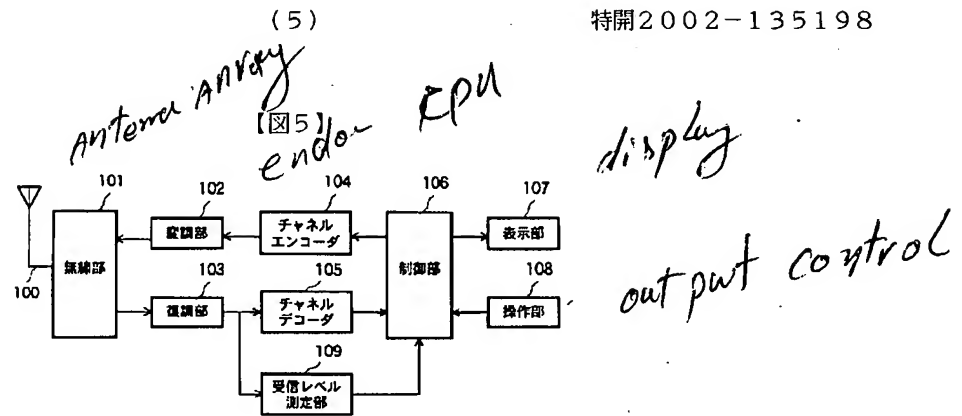 (5)
特開2002-135198
Antenna Array
【図5】
CPU
display
101
102
104
106
107
変調部
チャネル
エンコーダ
表示部
無線部
制御部
output control
100
103
105
108
復調部
チャネル
デコーダ
操作部
109
受信レベル
測定部